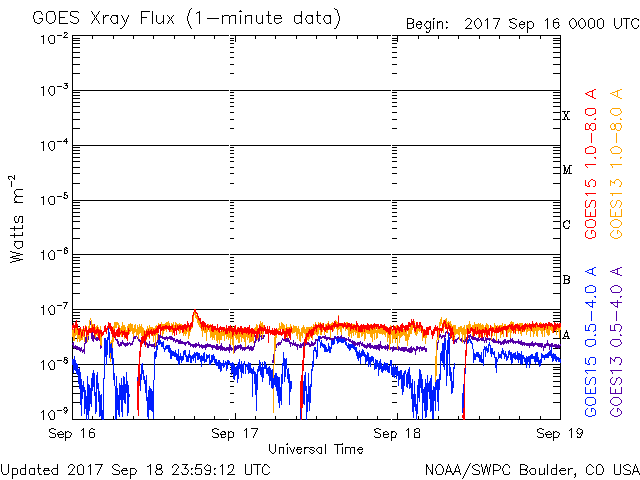 GOES Xray Flux (1-minute data)
Begin: 2017 Sep 16 0000 UTC
10⁻²
10⁻³
10⁻⁴
10⁻⁵
10⁻⁶
10⁻⁷
10⁻⁸
10⁻⁹
Watts m⁻²
X
M
C
B
A
GOES15 1.0-8.0 A
GOES13 1.0-8.0 A
GOES15 0.5-4.0 A
GOES13 0.5-4.0 A
Sep 16 Sep 17 Sep 18 Sep 19
Universal Time
Updated 2017 Sep 18 23:59:12 UTC
NOAA/SWPC Boulder, CO USA